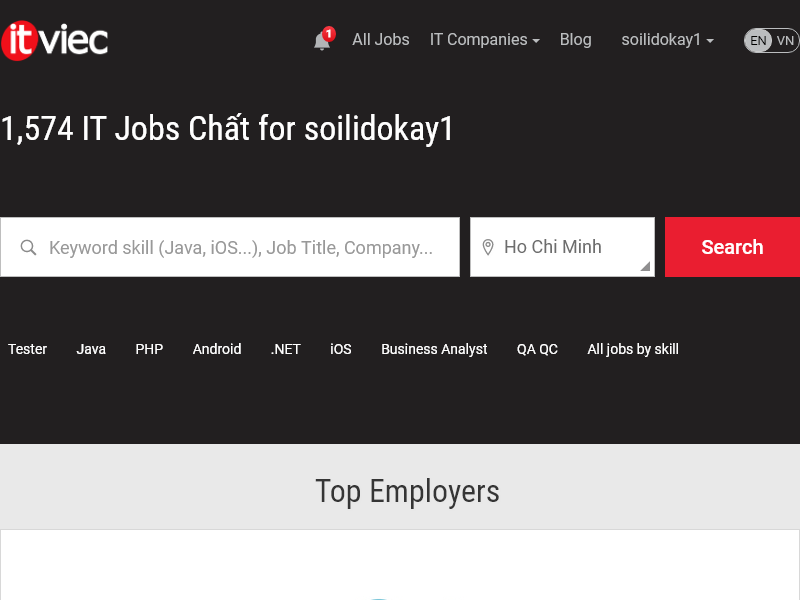 itviec 1 All Jobs IT Companies Blog soilidokay1 EN VN
1,574 IT Jobs Chất for soilidokay1
Keyword skill (Java, iOS...), Job Title, Company... Ho Chi Minh Search
Tester Java PHP Android .NET iOS Business Analyst QA QC All jobs by skill
Top Employers